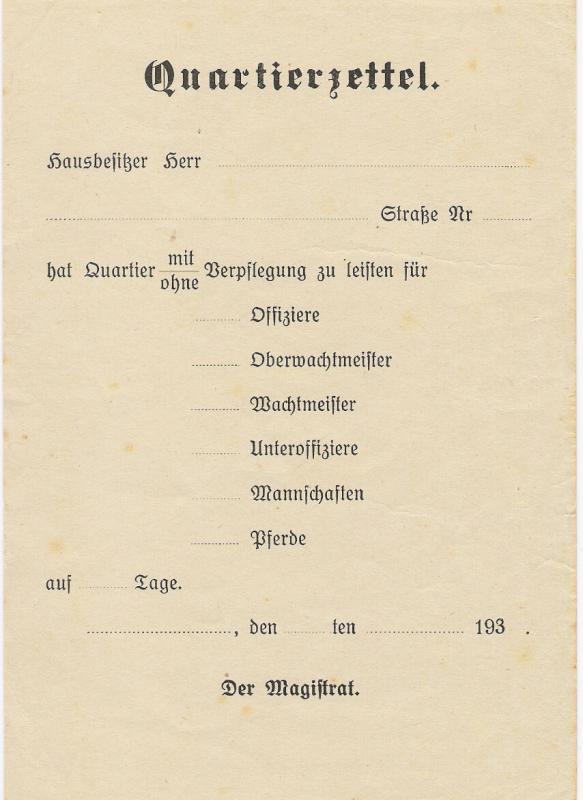 Quartierzettel.
Hausbesitzer Herr ........................................
........................................ Straße Nr ........
hat Quartier mit/ohne Verpflegung zu leisten für
........ Offiziere
........ Oberwachtmeister
........ Wachtmeister
........ Unteroffiziere
........ Mannschaften
........ Pferde
auf ........ Tage.
........................, den ........ ten ................ 193 .
Der Magistrat.